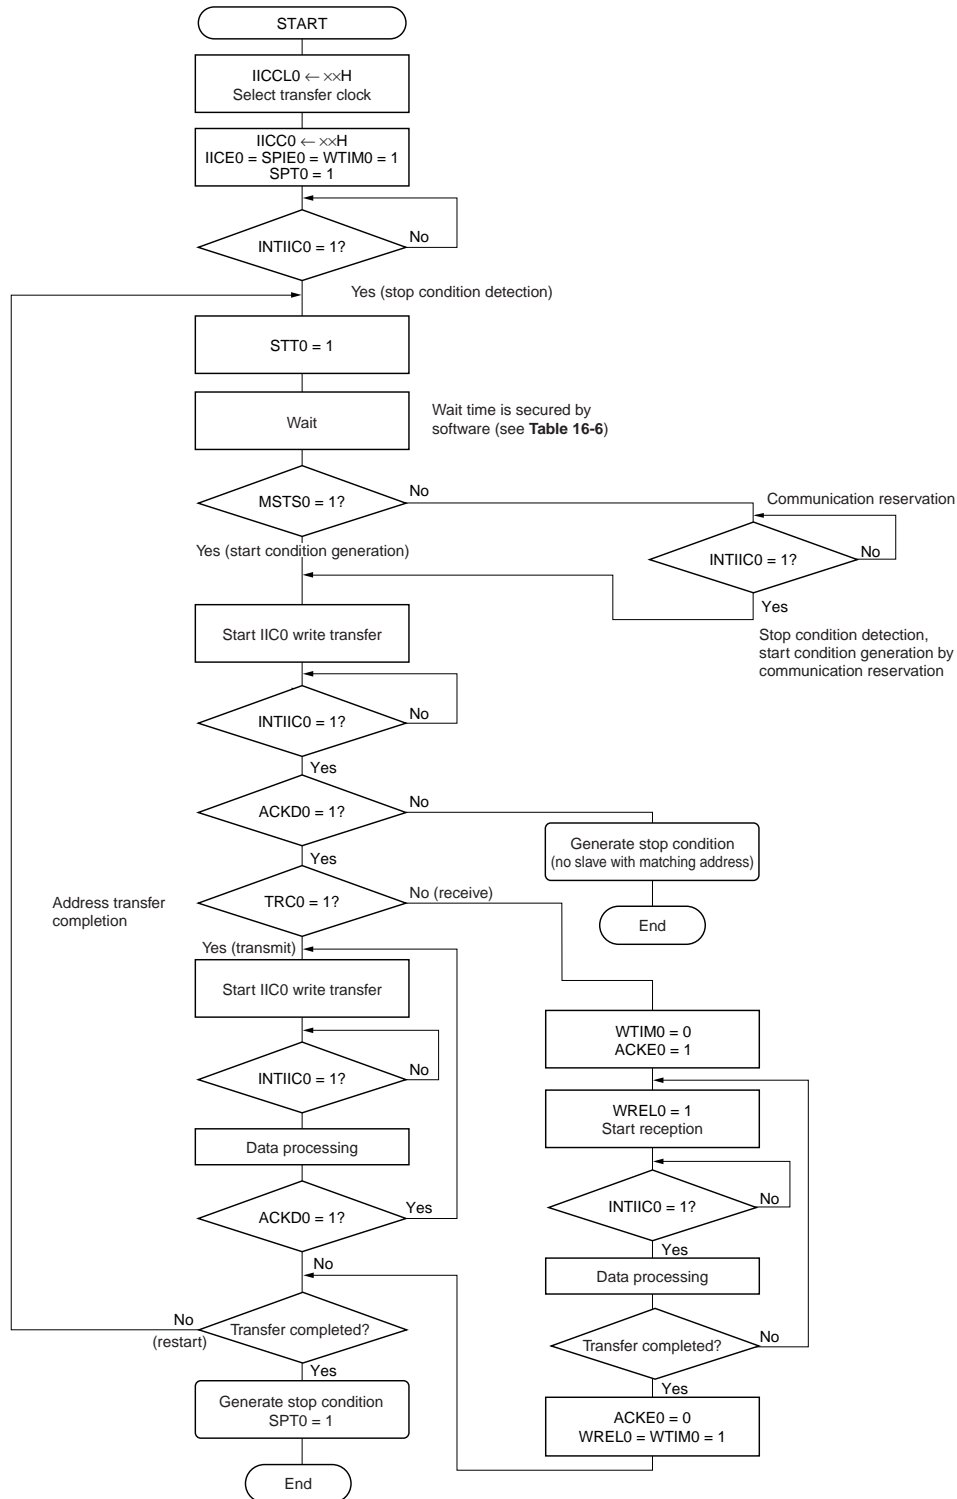 START
IICCL0 ← ××H
Select transfer clock
IICC0 ← ××H
IICE0 = SPIE0 = WTIM0 = 1
SPT0 = 1
INTIIC0 = 1?
No
Yes (stop condition detection)
STT0 = 1
Wait
Wait time is secured by
software (see Table 16-6)
MSTS0 = 1?
No
Communication reservation
INTIIC0 = 1?
No
Yes (start condition generation)
Yes
Stop condition detection,
start condition generation by
communication reservation
Start IIC0 write transfer
INTIIC0 = 1?
No
Yes
ACKD0 = 1?
No
Generate stop condition
(no slave with matching address)
End
Yes
TRC0 = 1?
No (receive)
Address transfer
completion
Yes (transmit)
Start IIC0 write transfer
INTIIC0 = 1?
No
Data processing
ACKD0 = 1?
Yes
No
WTIM0 = 0
ACKE0 = 1
WREL0 = 1
Start reception
INTIIC0 = 1?
No
Yes
Data processing
Transfer completed?
No
Yes
ACKE0 = 0
WREL0 = WTIM0 = 1
Transfer completed?
No
(restart)
Yes
Generate stop condition
SPT0 = 1
End